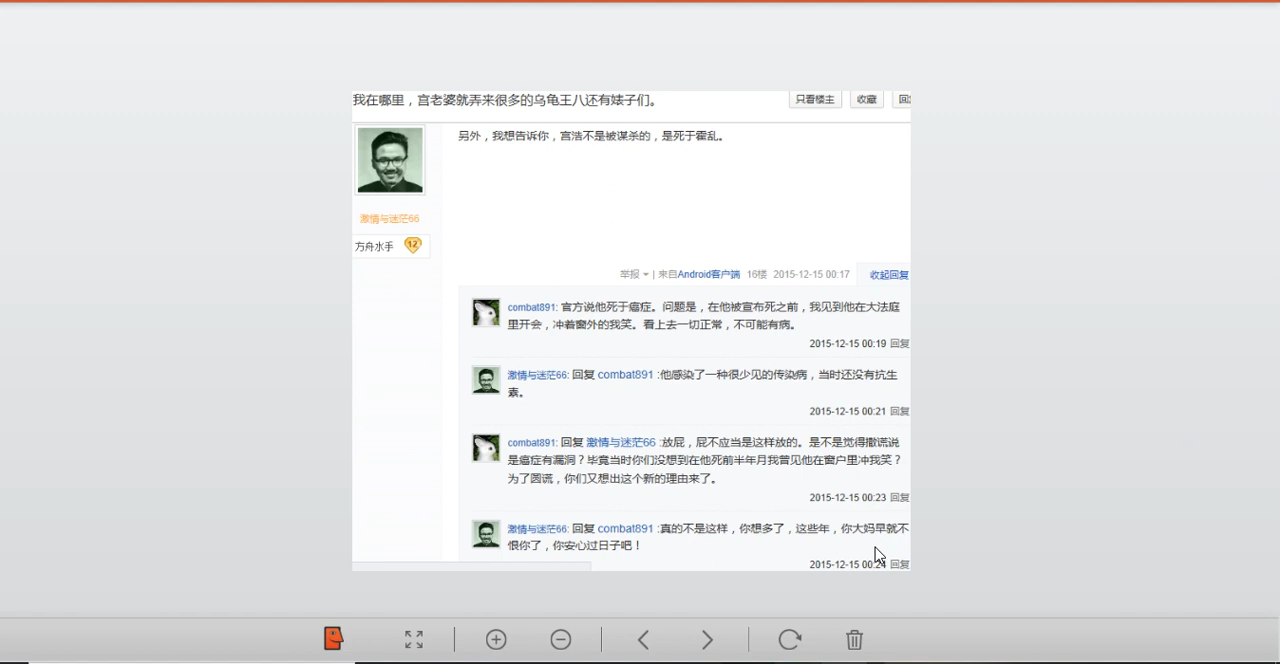 我在哪里，宫老婆就弄来很多的乌龟王八还有婊子们。
只看楼主 收藏
另外，我想告诉你，宫浩不是被谋杀的，是死于霍乱。
激情与迷茫66
方舟水手 12
举报 | 来自Android客户端 16楼 2015-12-15 00:17 收起回复
combat891: 官方说他死于癌症。问题是，在他被宣布死之前，我见到他在大法庭
里开会，冲着窗外的我笑。看上去一切正常，不可能有病。
2015-12-15 00:19 回复
激情与迷茫66: 回复 combat891 :他感染了一种很少见的传染病，当时还没有抗生
素。
2015-12-15 00:21 回复
combat891: 回复 激情与迷茫66 :放屁，屁不应当是这样放的。是不是觉得撒谎说
是癌症有漏洞？毕竟当时你们没想到在他死前半年月我曾见他在窗户里冲我笑？
为了圆谎，你们又想出这个新的理由来了。
2015-12-15 00:23 回复
激情与迷茫66: 回复 combat891 :真的不是这样，你想多了，这些年，你大妈早就不
恨你了，你安心过日子吧！
2015-12-15 00:24 回复